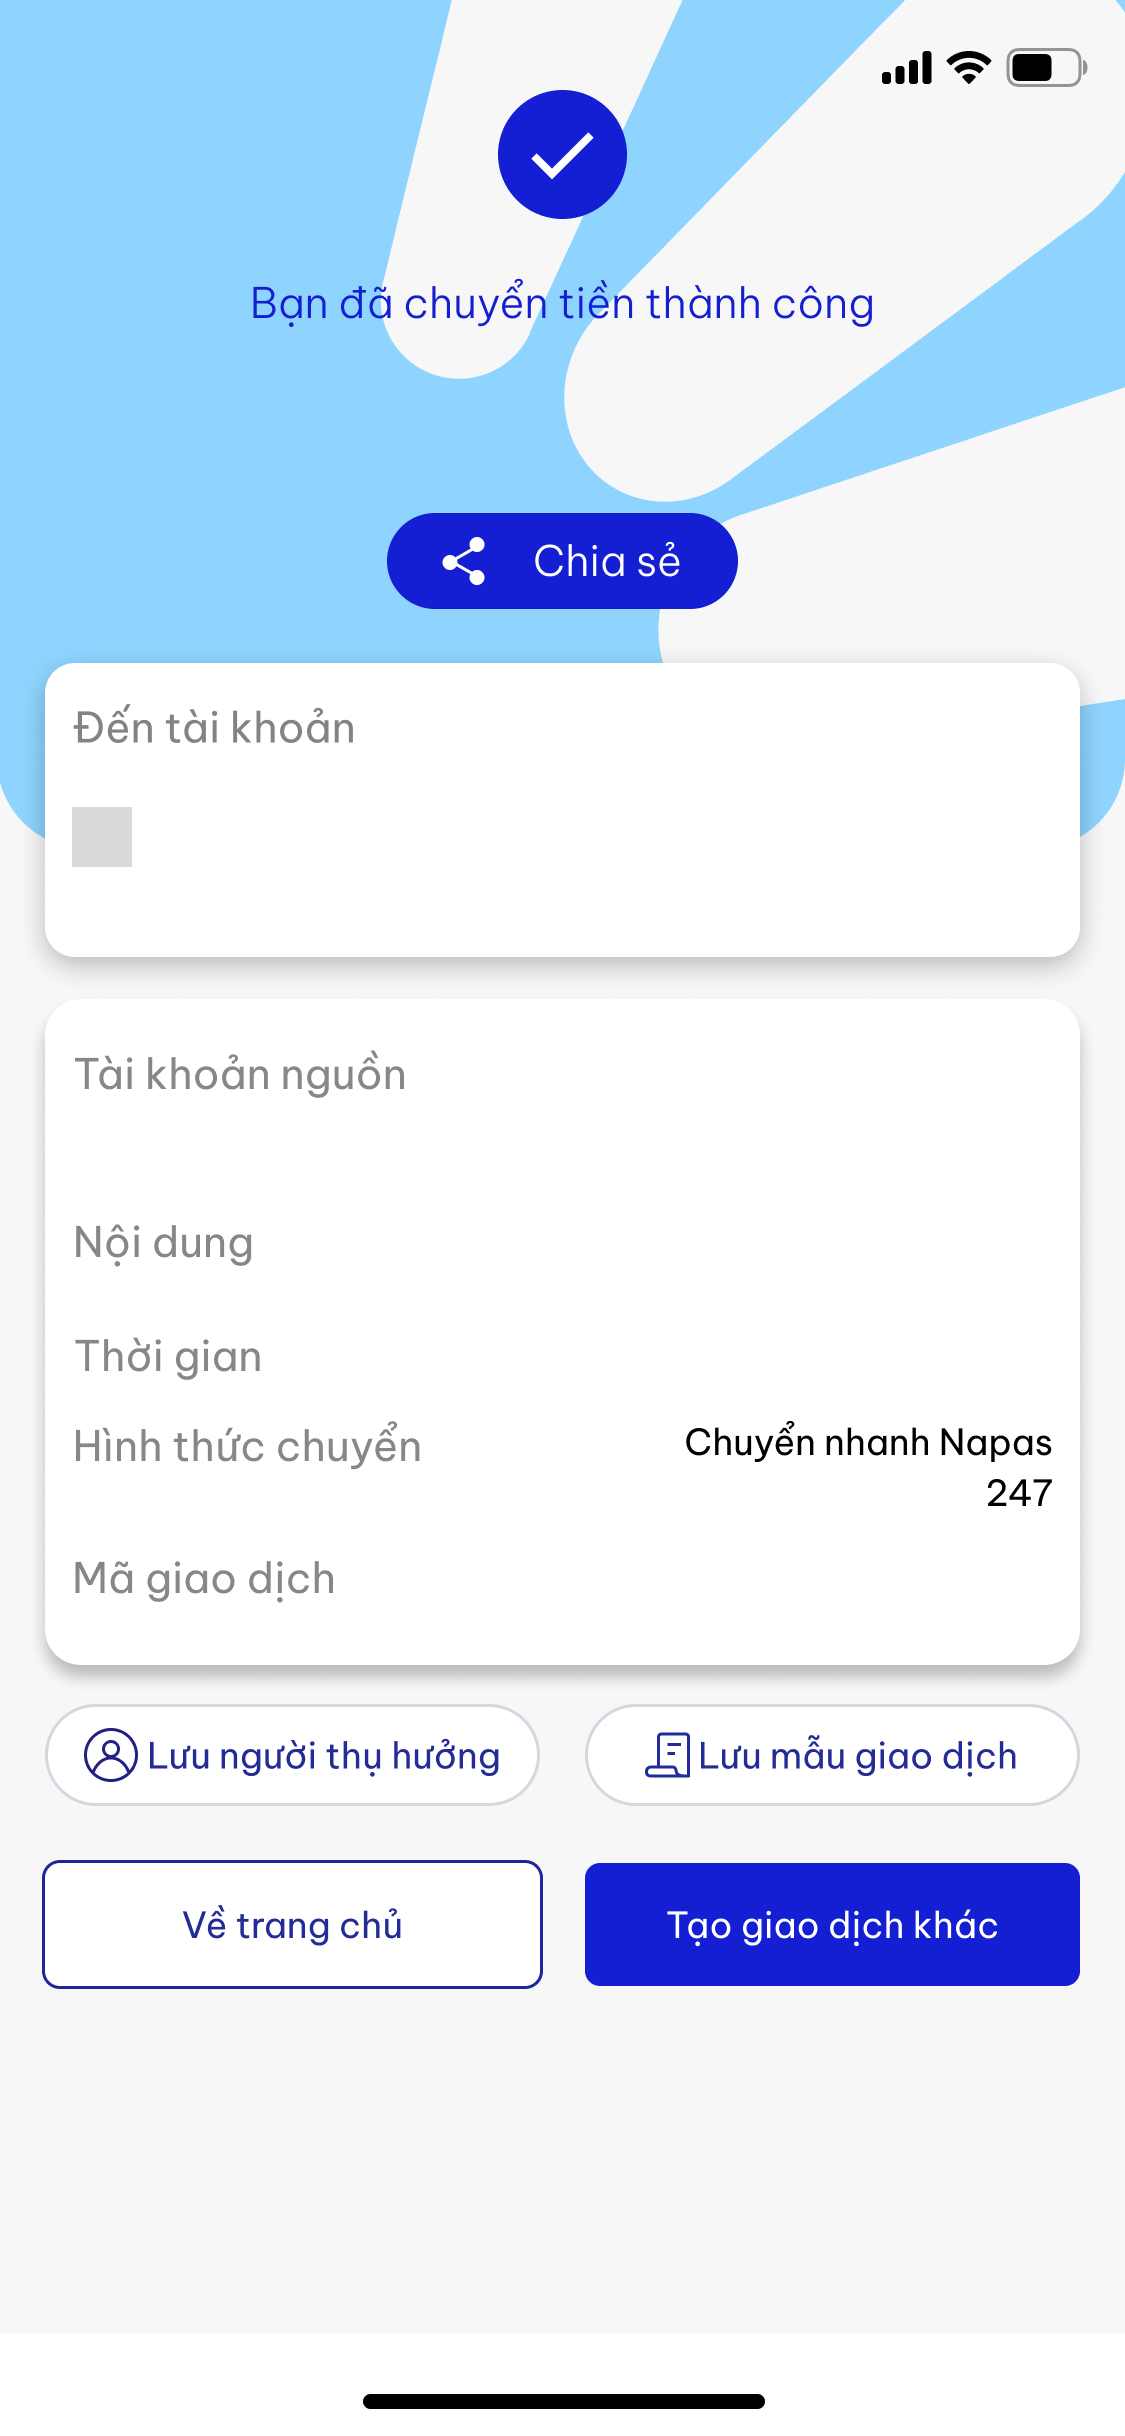 Bạn đã chuyển tiền thành công
Chia sẻ
Đến tài khoản
Tài khoản nguồn
Nội dung
Thời gian
Hình thức chuyển
Chuyển nhanh Napas
247
Mã giao dịch
Lưu người thụ hưởng
Lưu mẫu giao dịch
Về trang chủ
Tạo giao dịch khác